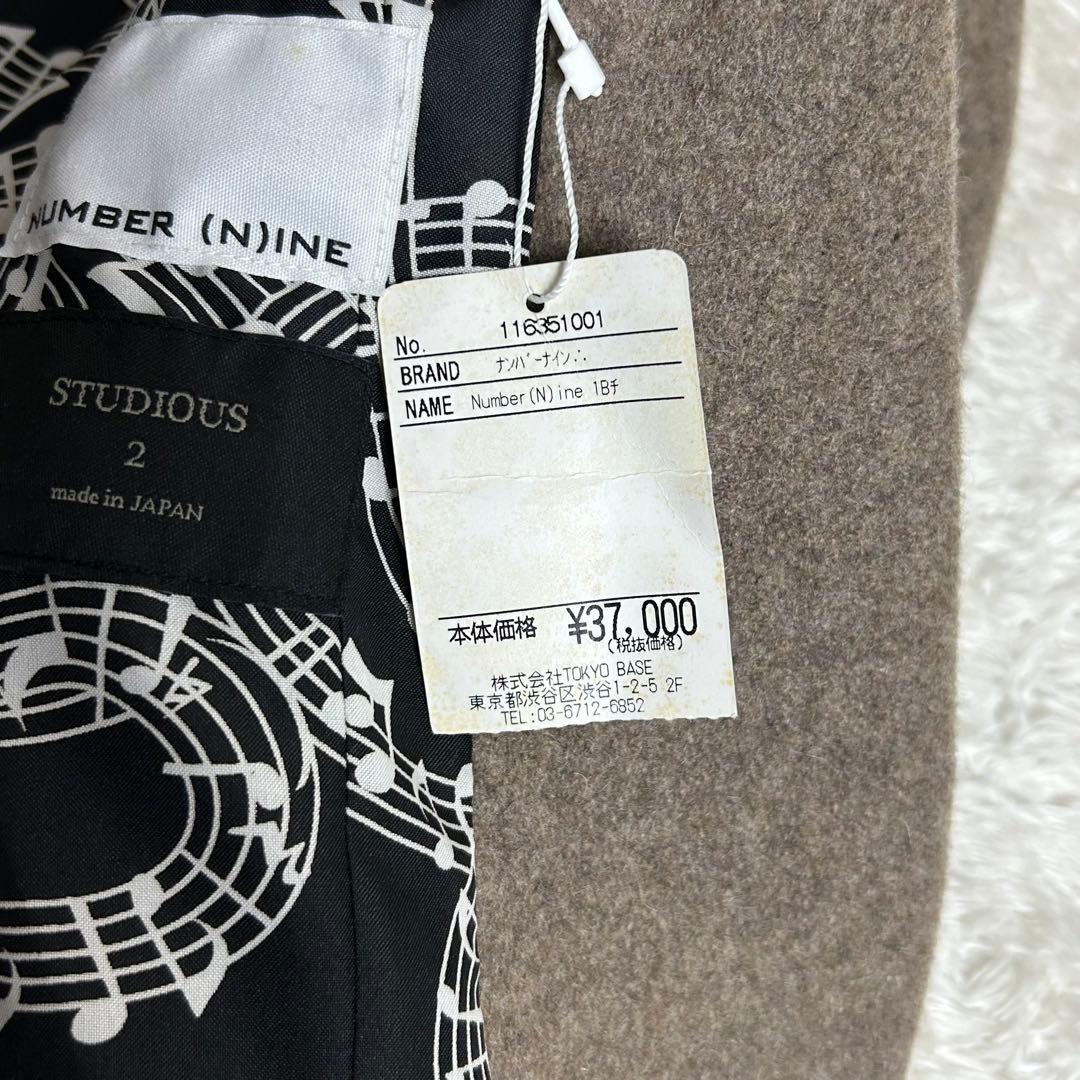 NUMBER (N)INE
STUDIOUS
2
made in JAPAN
No. 116351001
BRAND ナンバーナイン∴
NAME Number(N)ine 1Bチ
本体価格 ¥37,000
(税抜価格)
株式会社TOKYO BASE
東京都渋谷区渋谷1-2-5 2F
TEL:03-6712-6852